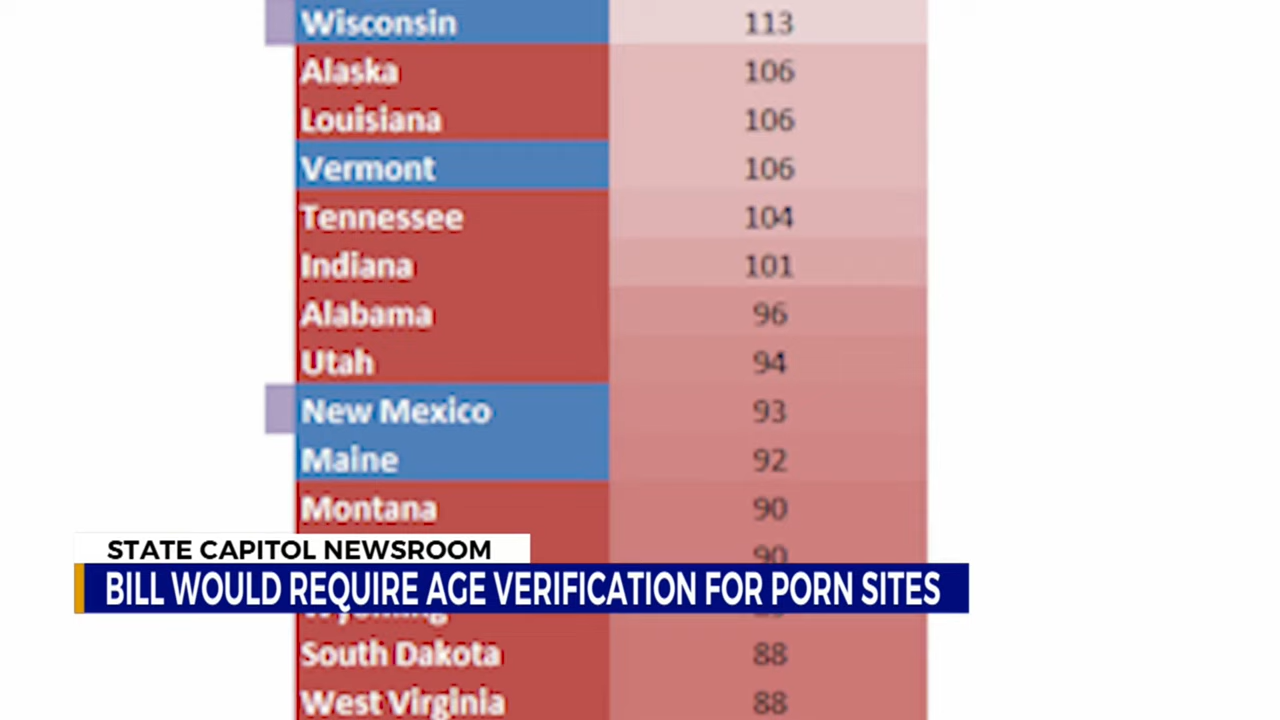 Wisconsin 113
Alaska 106
Louisiana 106
Vermont 106
Tennessee 104
Indiana 101
Alabama 96
Utah 94
New Mexico 93
Maine 92
Montana 90
STATE CAPITOL NEWSROOM
90
BILL WOULD REQUIRE AGE VERIFICATION FOR PORN SITES
Wyoming
South Dakota 88
West Virginia 88